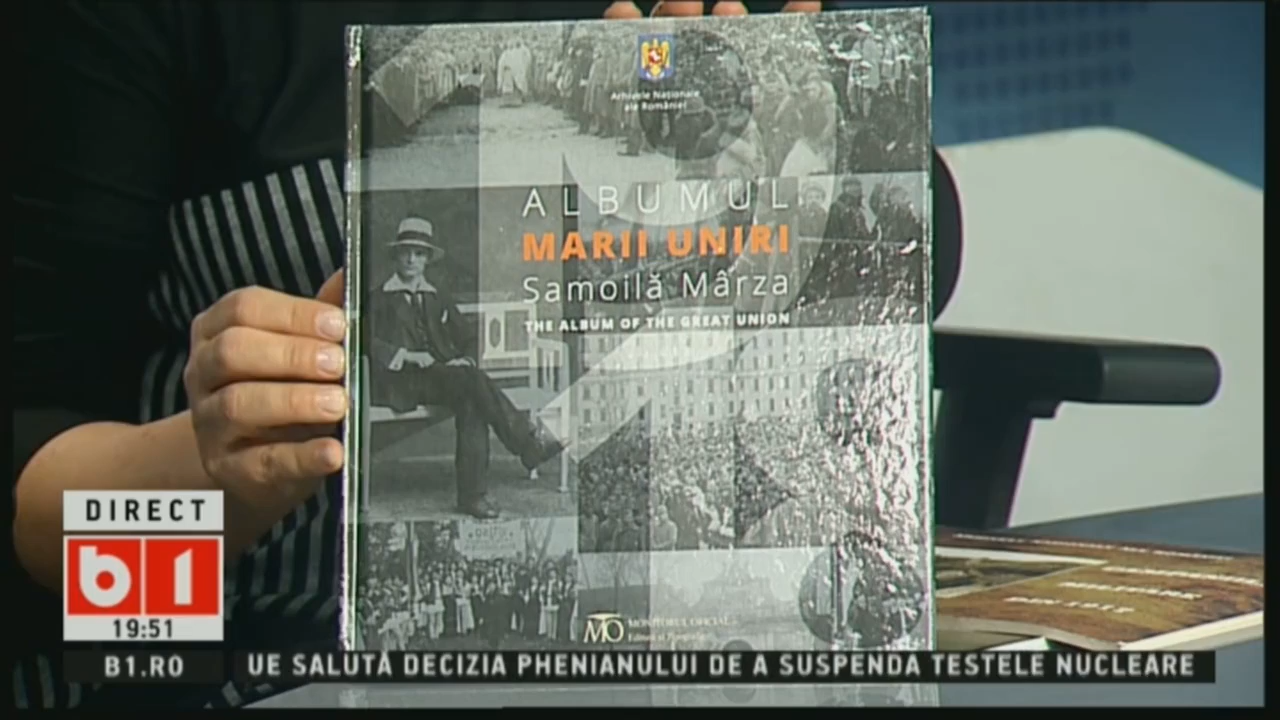 Arhivele Naționale
ale României
ALBUMUL
MARII UNIRI
Samoilă Mârza
THE ALBUM OF THE GREAT UNION
MONITORUL OFICIAL
DIRECT
b1
19:51
B1.RO
UE SALUTĂ DECIZIA PHENIANULUI DE A SUSPENDA TESTELE NUCLEARE